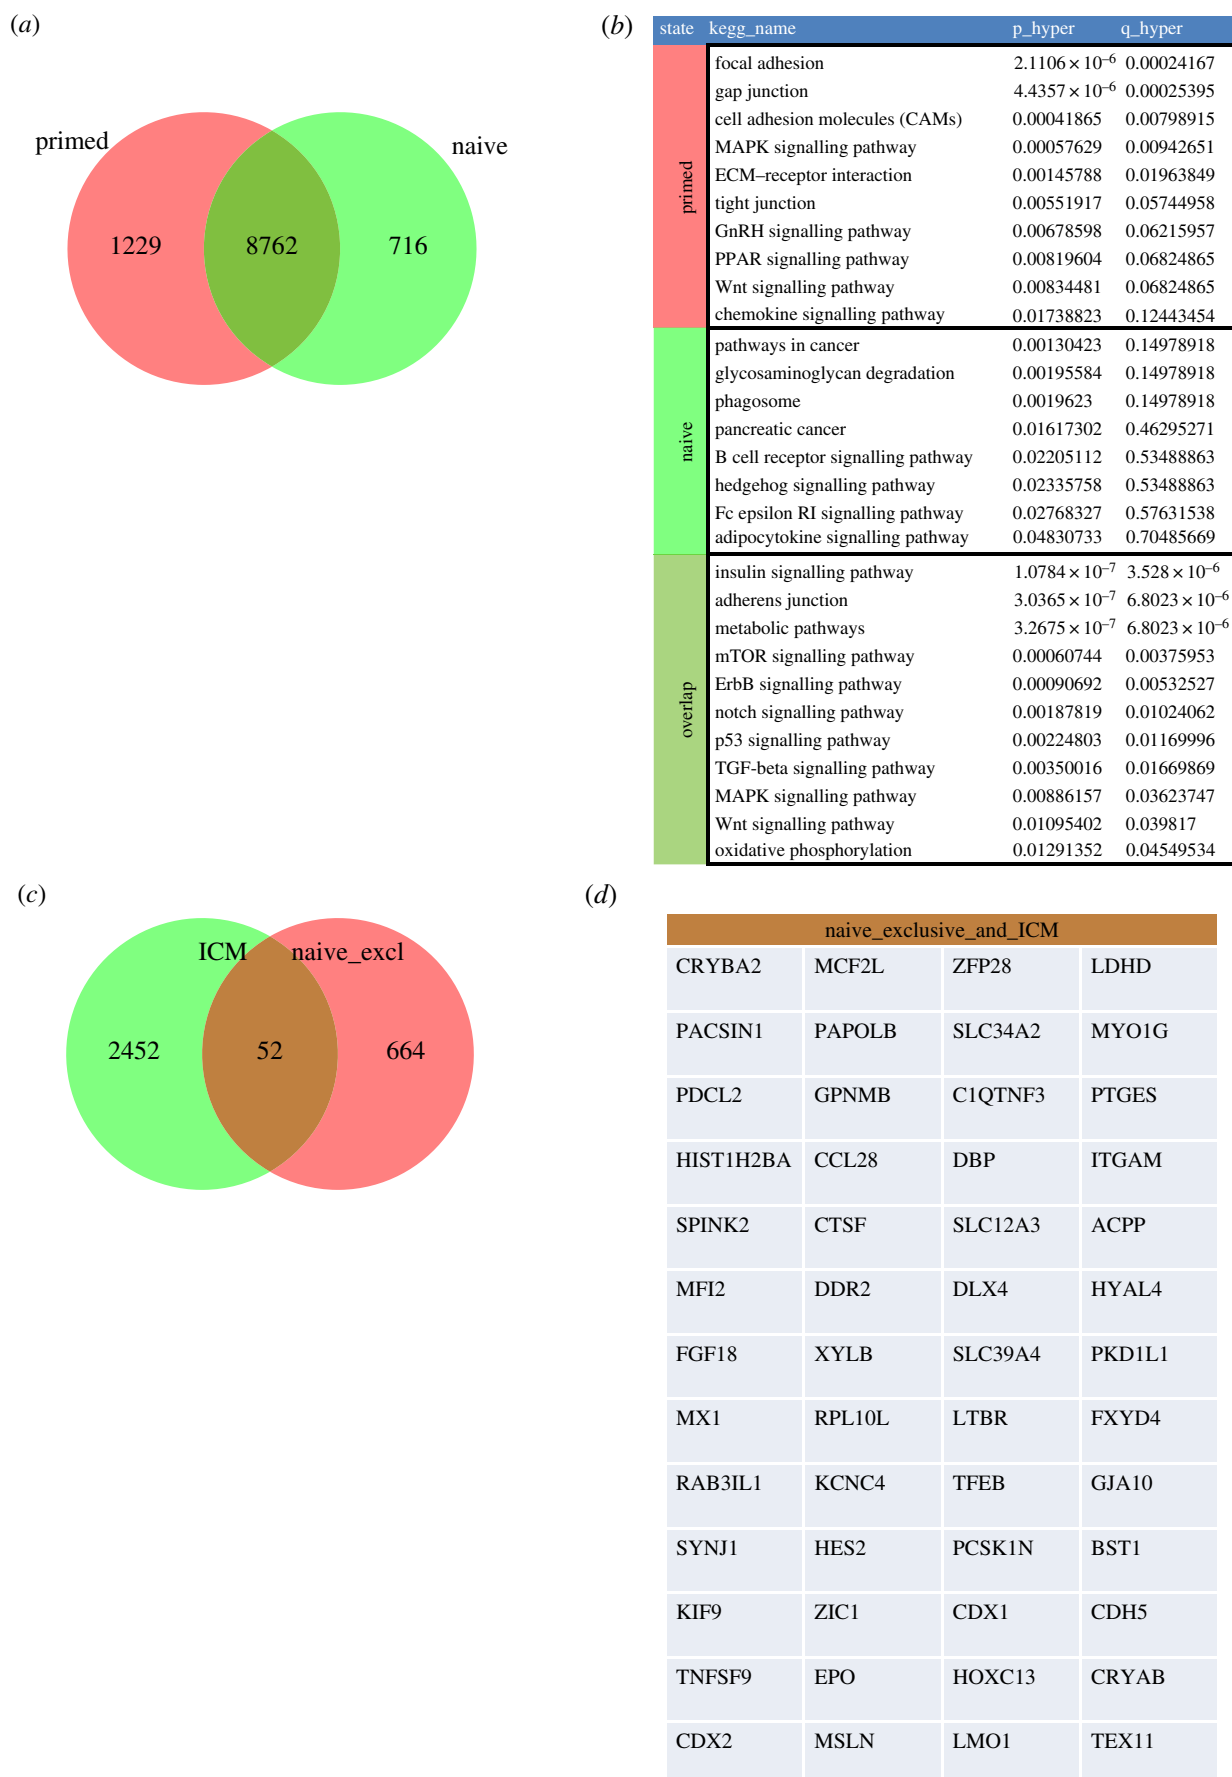 (a)
primed
naive
1229
8762
716
(b)
state kegg_name p_hyper q_hyper
primed
focal adhesion 2.1106 × 10⁻⁶ 0.00024167
gap junction 4.4357 × 10⁻⁶ 0.00025395
cell adhesion molecules (CAMs) 0.00041865 0.00798915
MAPK signalling pathway 0.00057629 0.00942651
ECM–receptor interaction 0.00145788 0.01963849
tight junction 0.00551917 0.05744958
GnRH signalling pathway 0.00678598 0.06215957
PPAR signalling pathway 0.00819604 0.06824865
Wnt signalling pathway 0.00834481 0.06824865
chemokine signalling pathway 0.01738823 0.12443454
naive
pathways in cancer 0.00130423 0.14978918
glycosaminoglycan degradation 0.00195584 0.14978918
phagosome 0.0019623 0.14978918
pancreatic cancer 0.01617302 0.46295271
B cell receptor signalling pathway 0.02205112 0.53488863
hedgehog signalling pathway 0.02335758 0.53488863
Fc epsilon RI signalling pathway 0.02768327 0.57631538
adipocytokine signalling pathway 0.04830733 0.70485669
overlap
insulin signalling pathway 1.0784 × 10⁻⁷ 3.528 × 10⁻⁶
adherens junction 3.0365 × 10⁻⁷ 6.8023 × 10⁻⁶
metabolic pathways 3.2675 × 10⁻⁷ 6.8023 × 10⁻⁶
mTOR signalling pathway 0.00060744 0.00375953
ErbB signalling pathway 0.00090692 0.00532527
notch signalling pathway 0.00187819 0.01024062
p53 signalling pathway 0.00224803 0.01169996
TGF-beta signalling pathway 0.00350016 0.01669869
MAPK signalling pathway 0.00886157 0.03623747
Wnt signalling pathway 0.01095402 0.039817
oxidative phosphorylation 0.01291352 0.04549534
(c)
ICM
naive_excl
2452
52
664
(d)
naive_exclusive_and_ICM
CRYBA2 MCF2L ZFP28 LDHD
PACSIN1 PAPOLB SLC34A2 MYO1G
PDCL2 GPNMB C1QTNF3 PTGES
HIST1H2BA CCL28 DBP ITGAM
SPINK2 CTSF SLC12A3 ACPP
MFI2 DDR2 DLX4 HYAL4
FGF18 XYLB SLC39A4 PKD1L1
MX1 RPL10L LTBR FXYD4
RAB3IL1 KCNC4 TFEB GJA10
SYNJ1 HES2 PCSK1N BST1
KIF9 ZIC1 CDX1 CDH5
TNFSF9 EPO HOXC13 CRYAB
CDX2 MSLN LMO1 TEX11